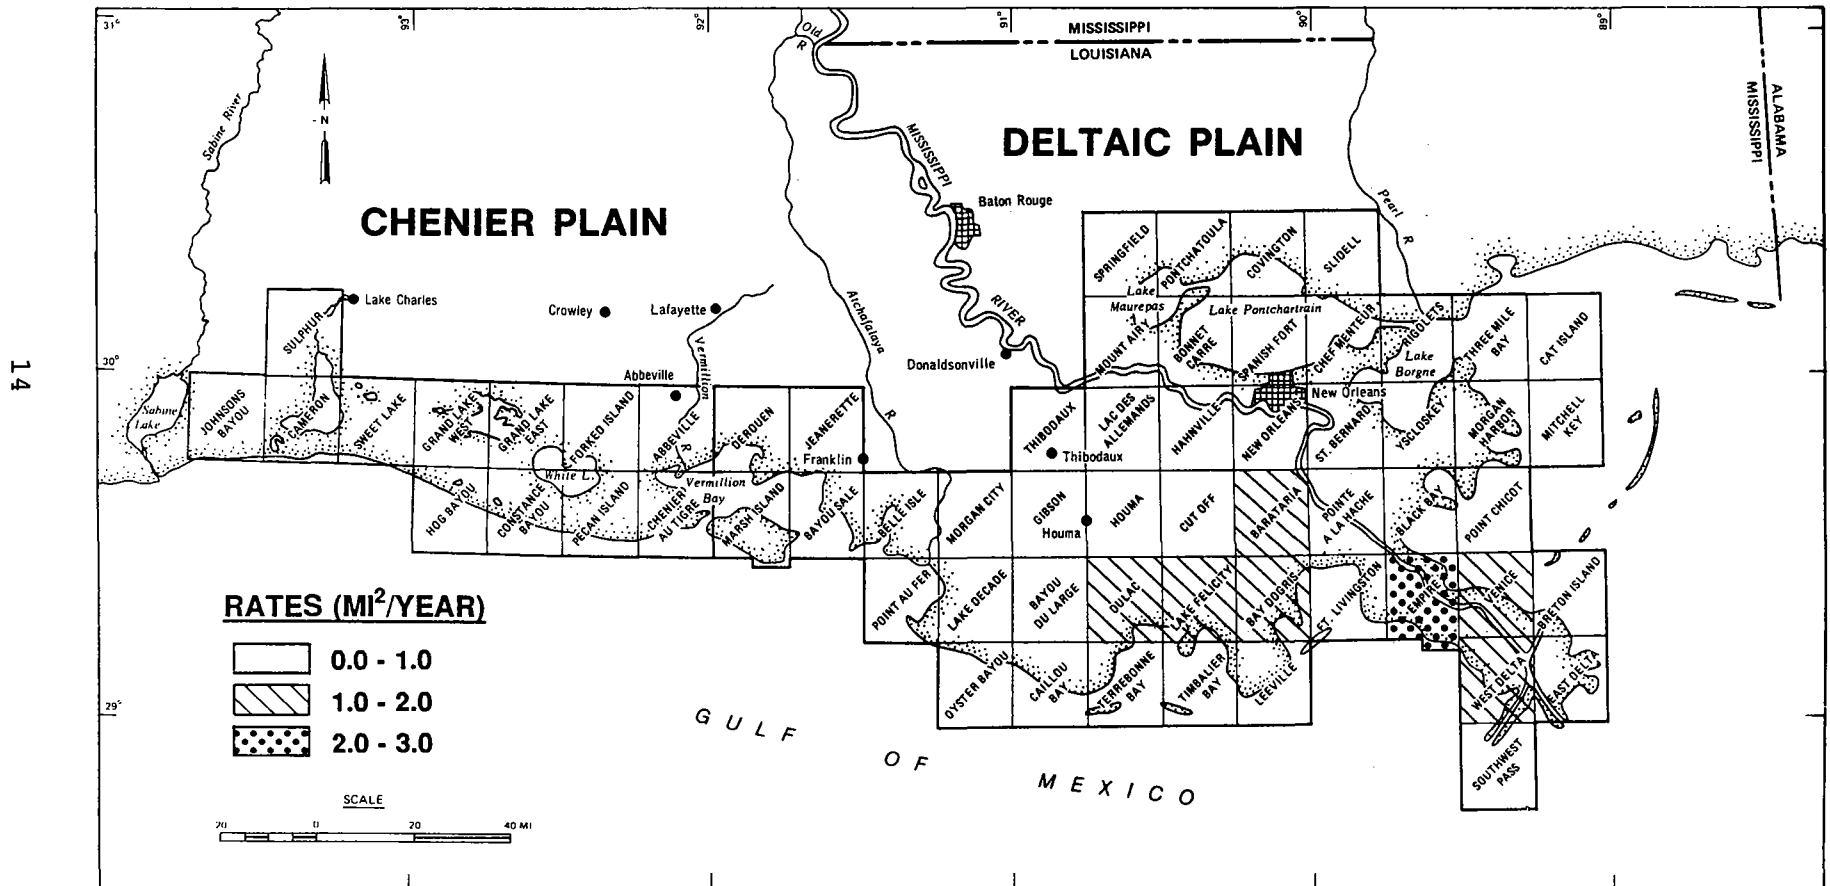 31°
93°
92°
91°
90°
89°
Old
R
MISSISSIPPI
LOUISIANA
ALABAMA
MISSISSIPPI
Sabine River
- N
MISSISSIPPI
DELTAIC PLAIN
CHENIER PLAIN
Baton Rouge
Pearl
R
SPRINGFIELD
PONTCHATOULA
COVINGTON
SLIDELL
Lake Charles
Crowley
Lafayette
Atchafalaya
R
RIVER
Lake
Maurepas
Lake Pontchartrain
SULPHUR
Vermillion
R
Donaldsonville
MOUNT AIRY
BONNET
CARRE
SPANISH FORT
CHEF MENTEUR
RIGOLETS
THREE MILE
BAY
CAT ISLAND
Lake
Borgne
14
30°
Abbeville
New Orleans
Sabine
Lake
JOHNSONS
BAYOU
CAMERON
SWEET LAKE
GRAND LAKE
WEST
GRAND LAKE
EAST
FORKED ISLAND
ABBEVILLE
DEROUEN
JEANERETTE
Franklin
THIBODAUX
Thibodaux
LAC DES
ALLEMANDS
HAHNVILLE
NEW ORLEANS
ST. BERNARD
YSCLOSKEY
MORGAN
HARBOR
MITCHELL
KEY
White L.
Vermillion
Bay
HOG BAYOU
CONSTANCE
BAYOU
PECAN ISLAND
CHENIER
AU TIGRE
MARSH ISLAND
BAYOU SALE
BELLE ISLE
MORGAN CITY
GIBSON
Houma
HOUMA
CUT OFF
BARATARIA
POINTE
A LA HACHE
BLACK BAY
POINT CHICOT
POINT AU FER
LAKE DECADE
BAYOU
DU LARGE
DULAC
LAKE FELICITY
BAY DOGRIS
FT. LIVINGSTON
EMPIRE
VENICE
BRETON ISLAND
RATES (MI²/YEAR)
0.0 - 1.0
1.0 - 2.0
2.0 - 3.0
OYSTER BAYOU
CAILLOU
BAY
TERREBONNE
BAY
TIMBALIER
BAY
LEEVILLE
WEST DELTA
EAST DELTA
29°
SOUTHWEST
PASS
GULF OF MEXICO
SCALE
20 0 20 40 MI